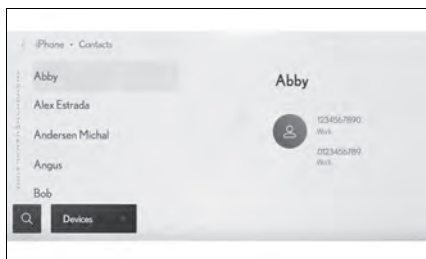 iPhone • Contacts
Abby
Alex Estrada
Andersen Michal
Angus
Bob
Devices
Abby
1234567890
Work
0123456789
Work